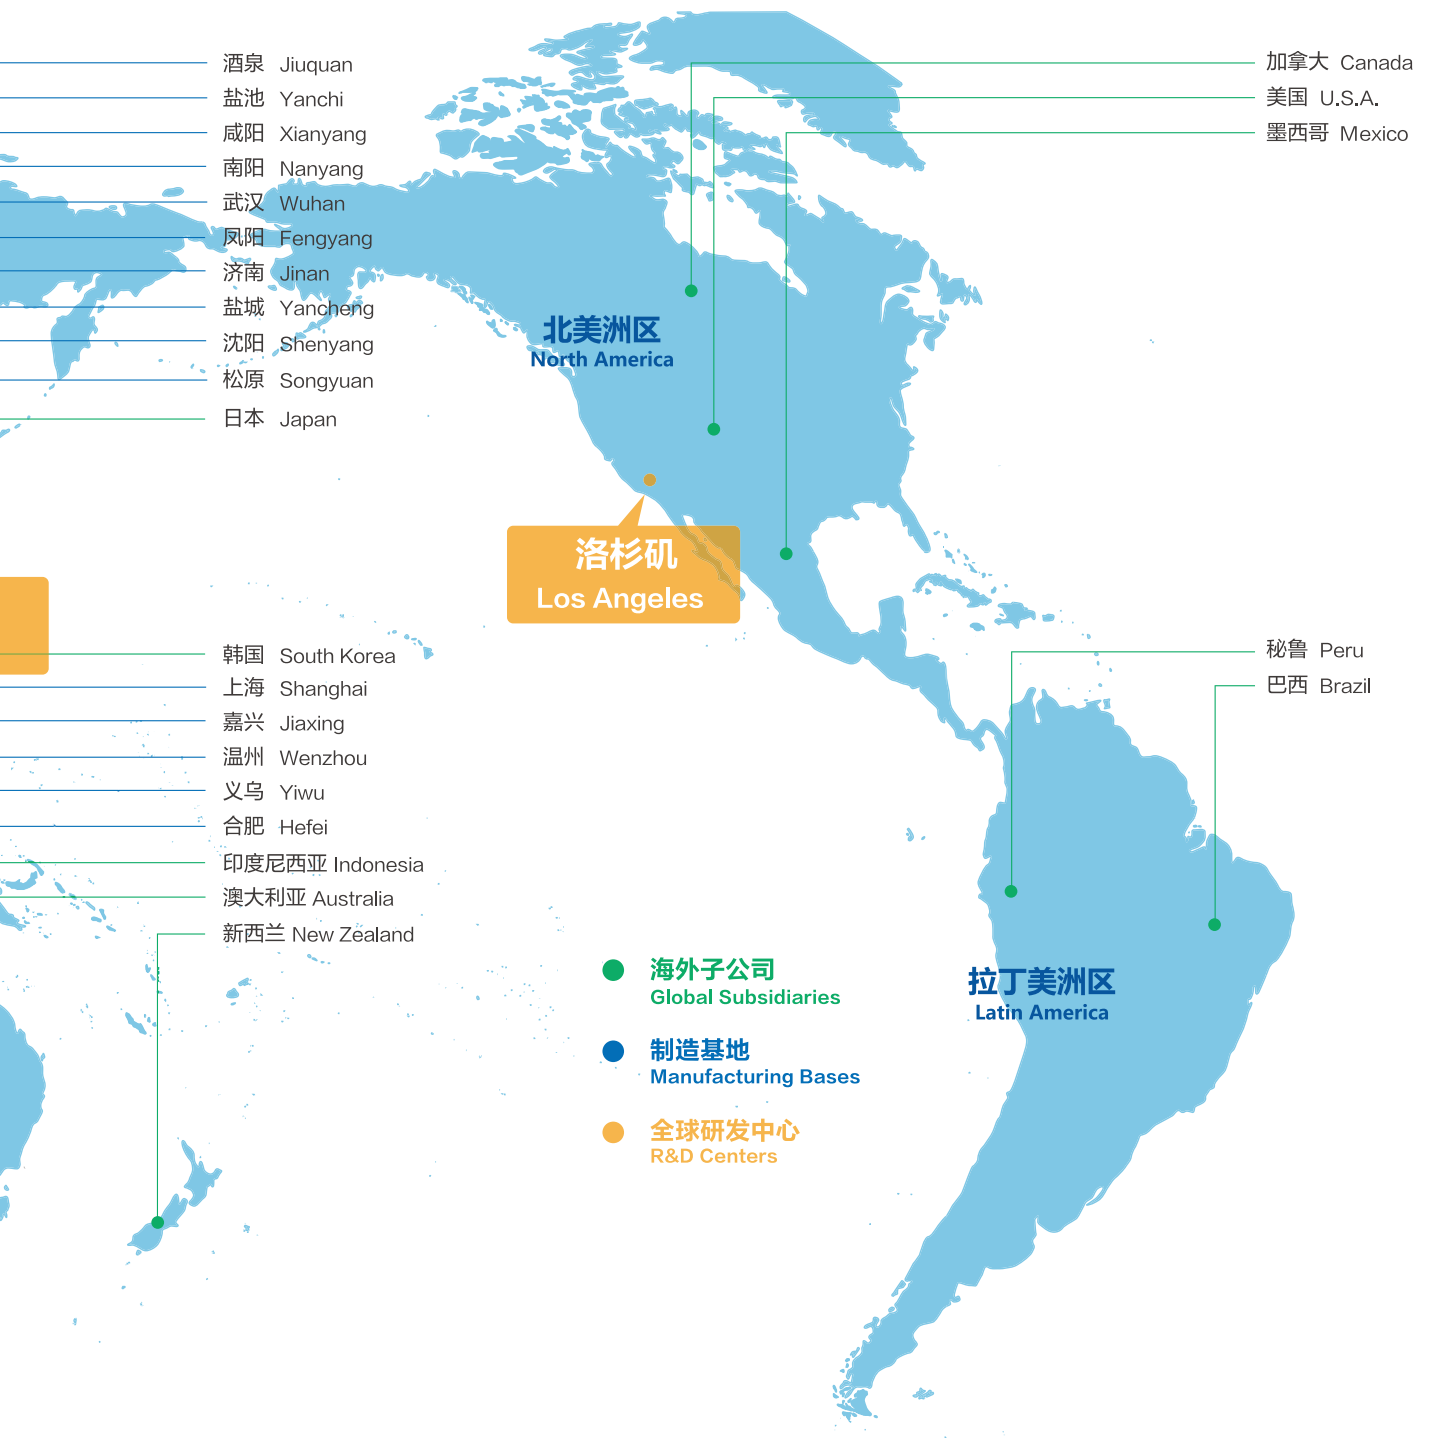 酒泉 Jiuquan
盐池 Yanchi
咸阳 Xianyang
南阳 Nanyang
武汉 Wuhan
凤阳 Fengyang
济南 Jinan
盐城 Yancheng
沈阳 Shenyang
松原 Songyuan
日本 Japan
加拿大 Canada
美国 U.S.A.
墨西哥 Mexico
北美洲区
North America
洛杉矶
Los Angeles
韩国 South Korea
上海 Shanghai
嘉兴 Jiaxing
温州 Wenzhou
义乌 Yiwu
合肥 Hefei
印度尼西亚 Indonesia
澳大利亚 Australia
新西兰 New Zealand
秘鲁 Peru
巴西 Brazil
拉丁美洲区
Latin America
海外子公司
Global Subsidiaries
制造基地
Manufacturing Bases
全球研发中心
R&D Centers